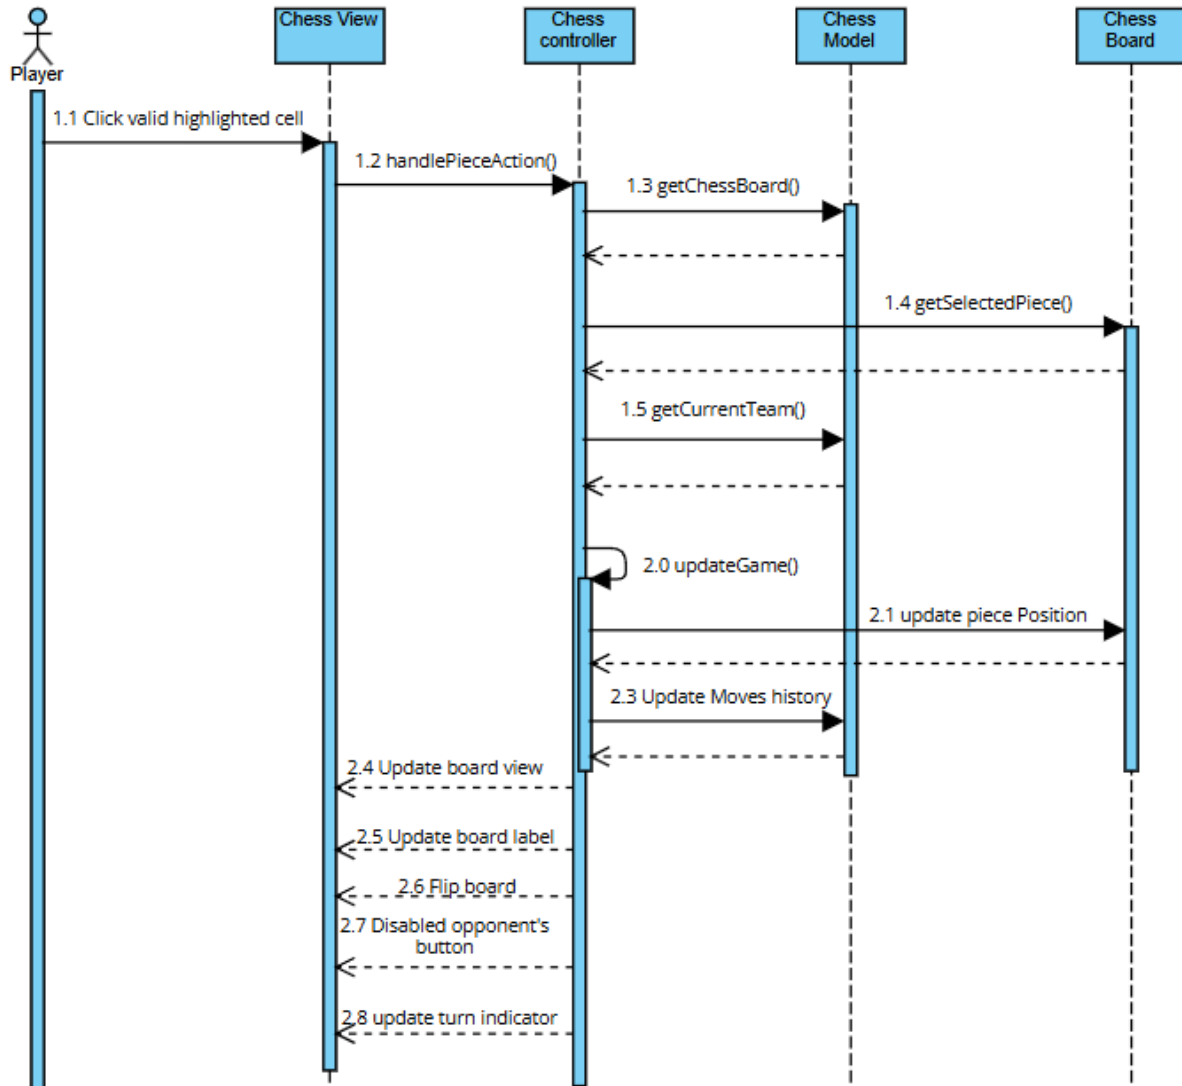 Chess View
Chess
controller
Chess
Model
Chess
Board
Player
1.1 Click valid highlighted cell
1.2 handlePieceAction()
1.3 getChessBoard()
1.4 getSelectedPiece()
1.5 getCurrentTeam()
2.0 updateGame()
2.1 update piece Position
2.3 Update Moves history
2.4 Update board view
2.5 Update board label
2.6 Flip board
2.7 Disabled opponent's
button
2.8 update turn indicator